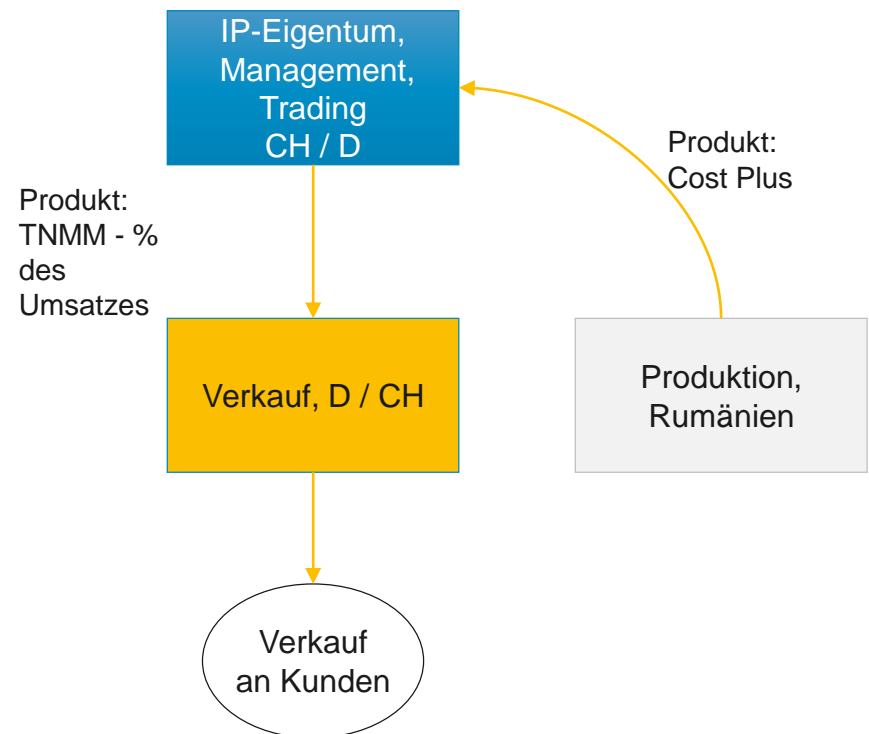 IP-Eigentum,
Management,
Trading
CH / D
Produkt:
Cost Plus
Produkt:
TNMM - %
des
Umsatzes
Verkauf, D / CH
Produktion,
Rumänien
Verkauf
an Kunden